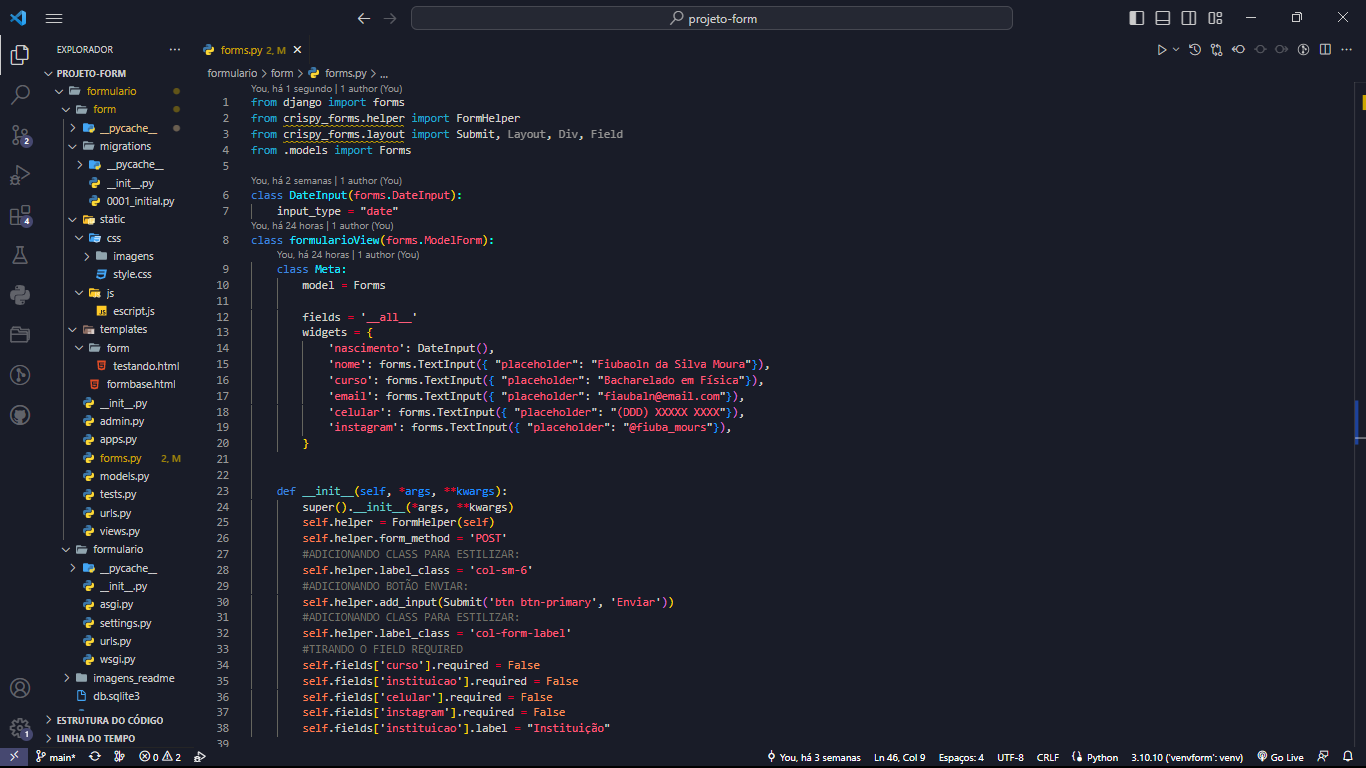 projeto-form
EXPLORADOR
forms.py 2, M
PROJETO-FORM
formulario
form
__pycache__
migrations
__pycache__
__init__.py
0001_initial.py
static
css
imagens
style.css
js
escript.js
templates
form
testando.html
formbase.html
__init__.py
admin.py
apps.py
forms.py 2, M
models.py
tests.py
urls.py
views.py
formulario
__pycache__
__init__.py
asgi.py
settings.py
urls.py
wsgi.py
imagens_readme
db.sqlite3
ESTRUTURA DO CÓDIGO
LINHA DO TEMPO
2
4
1
formulario > form > forms.py > ...
You, há 1 segundo | 1 author (You)
1 from django import forms
2 from crispy_forms.helper import FormHelper
3 from crispy_forms.layout import Submit, Layout, Div, Field
4 from .models import Forms
5
You, há 2 semanas | 1 author (You)
6 class DateInput(forms.DateInput):
7 input_type = "date"
You, há 24 horas | 1 author (You)
8 class formularioView(forms.ModelForm):
You, há 24 horas | 1 author (You)
9 class Meta:
10 model = Forms
11
12 fields = '__all__'
13 widgets = {
14 'nascimento': DateInput(),
15 'nome': forms.TextInput({ "placeholder": "Fiubaoln da Silva Moura"}),
16 'curso': forms.TextInput({ "placeholder": "Bacharelado em Física"}),
17 'email': forms.TextInput({ "placeholder": "fiaubaln@email.com"}),
18 'celular': forms.TextInput({ "placeholder": "(DDD) XXXXX XXXX"}),
19 'instagram': forms.TextInput({ "placeholder": "@fiuba_mours"}),
20 }
21
22
23 def __init__(self, *args, **kwargs):
24 super().__init__(*args, **kwargs)
25 self.helper = FormHelper(self)
26 self.helper.form_method = 'POST'
27 #ADICIONANDO CLASS PARA ESTILIZAR:
28 self.helper.label_class = 'col-sm-6'
29 #ADICIONANDO BOTÃO ENVIAR:
30 self.helper.add_input(Submit('btn btn-primary', 'Enviar'))
31 #ADICIONANDO CLASS PARA ESTILIZAR:
32 self.helper.label_class = 'col-form-label'
33 #TIRANDO O FIELD REQUIRED
34 self.fields['curso'].required = False
35 self.fields['instituicao'].required = False
36 self.fields['celular'].required = False
37 self.fields['instagram'].required = False
38 self.fields['instituicao'].label = "Instituição"
39
main* 0 2 You, há 3 semanas Ln 46, Col 9 Espaços: 4 UTF-8 CRLF Python 3.10.10 ('venvform': venv) Go Live